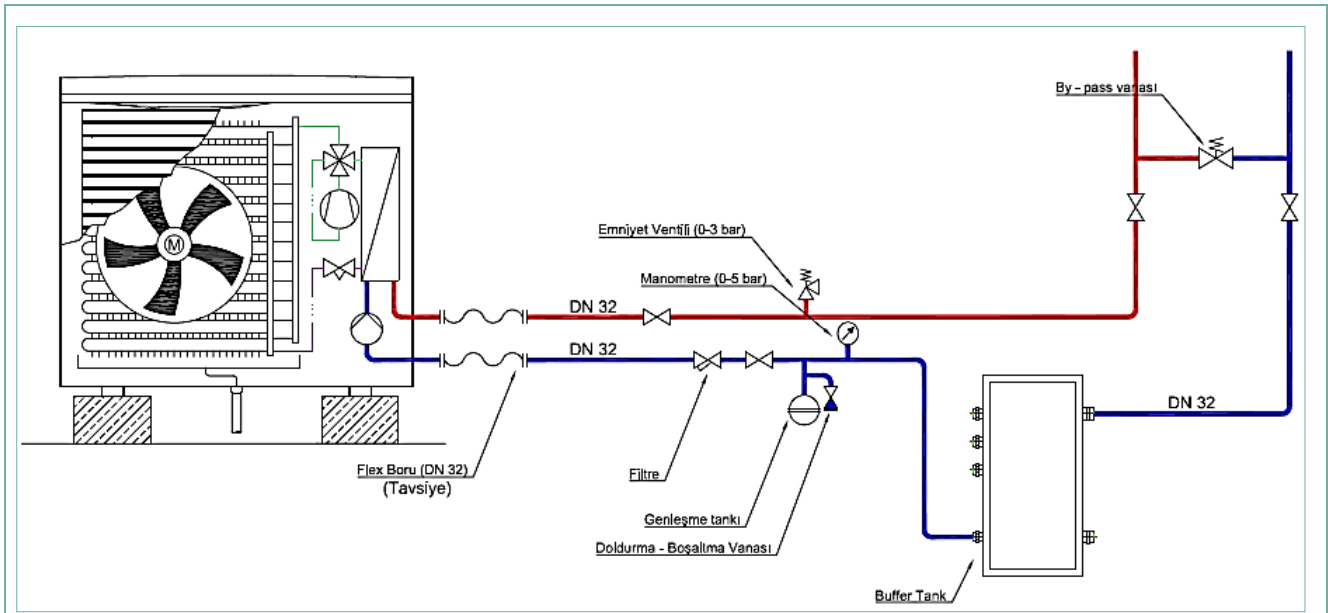 By - pass vanası
Emniyet Ventili (0-3 bar)
Manometre (0-5 bar)
M
DN 32
DN 32
DN 32
Flex Boru (DN 32)
(Tavsiye)
Filtre
Genleşme tankı
Doldurma - Boşaltma Vanası
Buffer Tank